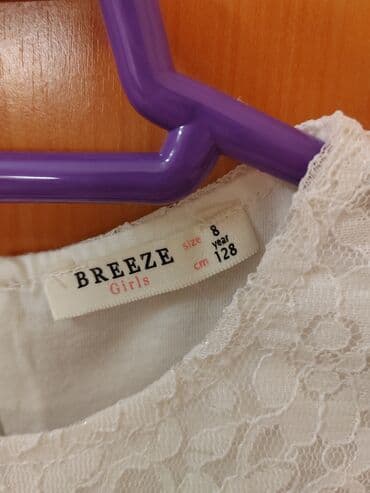 BREEZE
Girls
size 8 year
cm 128